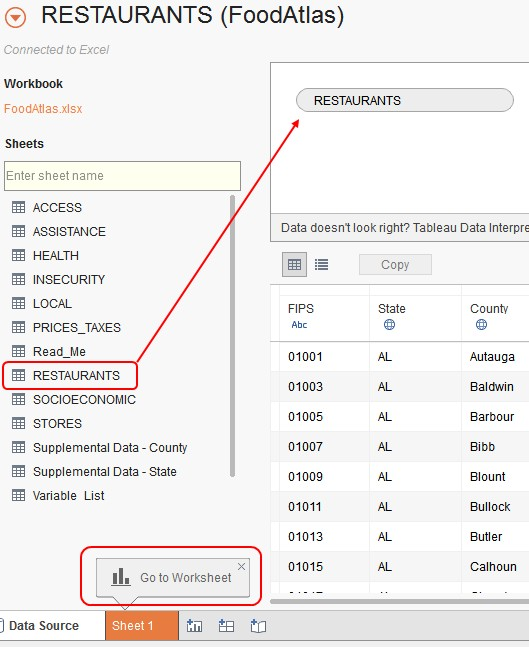 RESTAURANTS (FoodAtlas)
Connected to Excel
Workbook
FoodAtlas.xlsx
Sheets
Enter sheet name
ACCESS
ASSISTANCE
HEALTH
INSECURITY
LOCAL
PRICES_TAXES
Read_Me
RESTAURANTS
SOCIOECONOMIC
STORES
Supplemental Data - County
Supplemental Data - State
Variable List
Go to Worksheet
RESTAURANTS
Data doesn't look right? Tableau Data Interpre
Copy
FIPS State County
Abc
01001 AL Autauga
01003 AL Baldwin
01005 AL Barbour
01007 AL Bibb
01009 AL Blount
01011 AL Bullock
01013 AL Butler
01015 AL Calhoun
Data Source Sheet 1